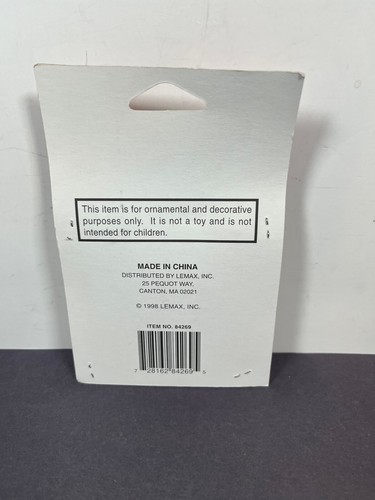 This item is for ornamental and decorative
purposes only. It is not a toy and is not
intended for children.
MADE IN CHINA
DISTRIBUTED BY LEMAX, INC.
25 PEQUOT WAY,
CANTON, MA 02021
© 1998 LEMAX, INC.
ITEM NO. 84269
7 28162 84269 6